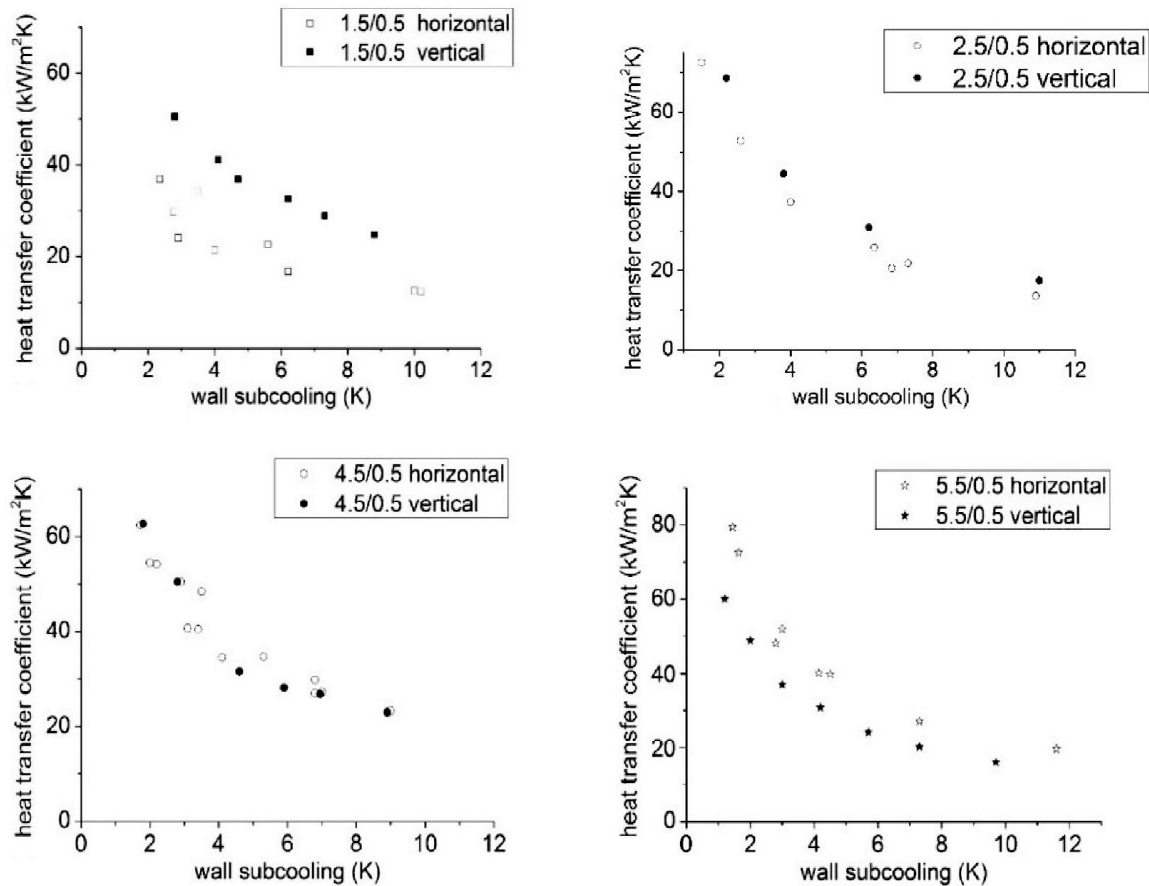 1.5/0.5 horizontal
1.5/0.5 vertical
heat transfer coefficient (kW/m²K)
60
40
20
0
0 2 4 6 8 10 12
wall subcooling (K)
2.5/0.5 horizontal
2.5/0.5 vertical
heat transfer coefficient (kW/m²K)
60
40
20
0
2 4 6 8 10 12
wall subcooling (K)
4.5/0.5 horizontal
4.5/0.5 vertical
heat transfer coefficient (kW/m²K)
60
40
20
0
0 2 4 6 8 10 12
wall subcooling (K)
5.5/0.5 horizontal
5.5/0.5 vertical
heat transfer coefficient (kW/m²K)
80
60
40
20
0
0 2 4 6 8 10 12
wall subcooling (K)